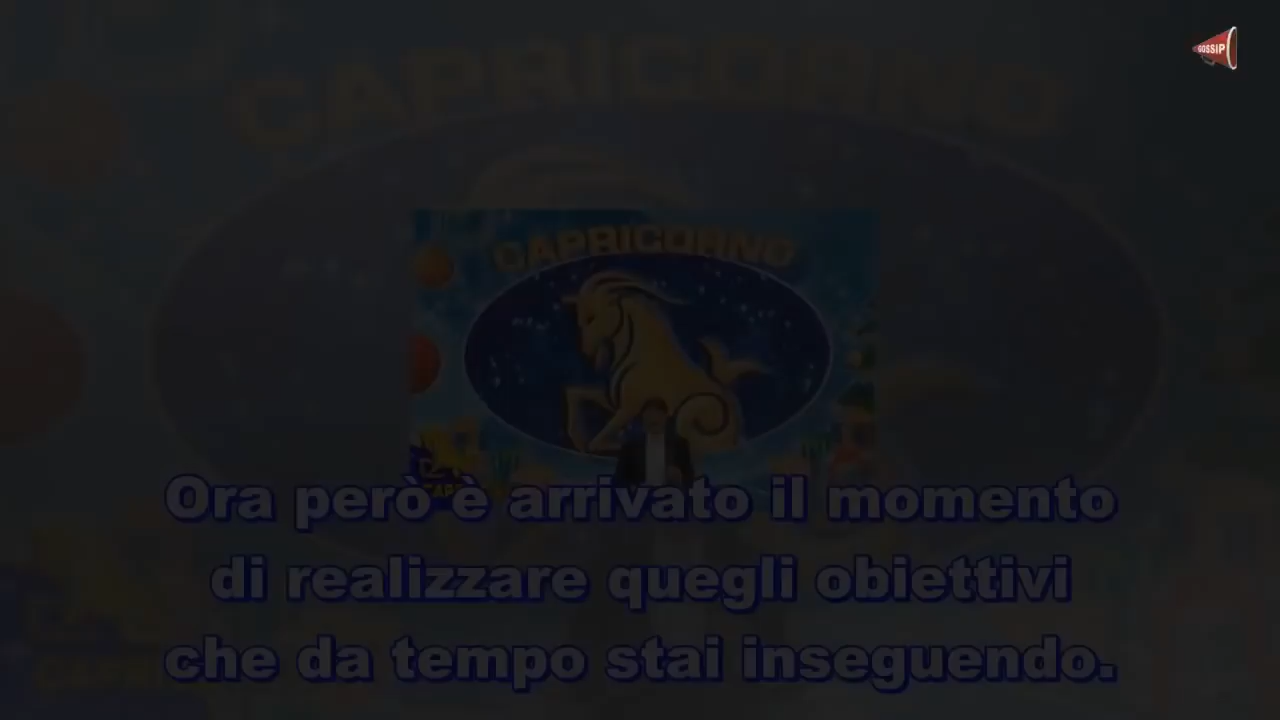 GOSSIP
CAPRICORNO
CAPRICORNO
Ora però è arrivato il momento
di realizzare quegli obiettivi
che da tempo stai inseguendo.